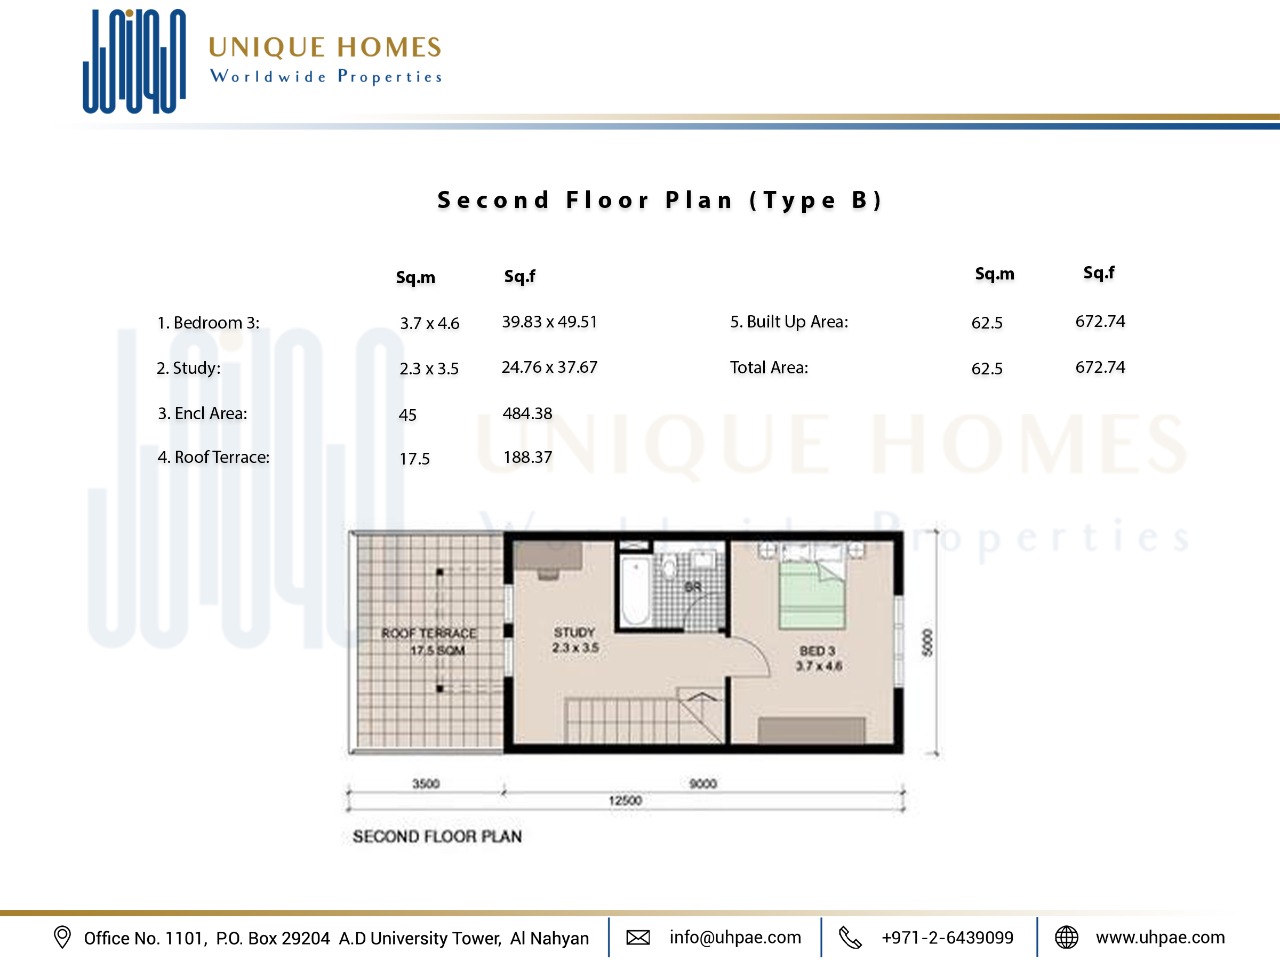 UNIQUE HOMES
Worldwide Properties
Second Floor Plan (Type B)
Sq.m Sq.f
1. Bedroom 3: 3.7 x 4.6 39.83 x 49.51
2. Study: 2.3 x 3.5 24.76 x 37.67
3. Encl Area: 45 484.38
4. Roof Terrace: 17.5 188.37
Sq.m Sq.f
5. Built Up Area: 62.5 672.74
Total Area: 62.5 672.74
UNIQUE HOMES
Worldwide Properties
BR
ROOF TERRACE
17.5 SQM
STUDY
2.3 x 3.5
BED 3
3.7 x 4.6
5000
3500 9000
12500
SECOND FLOOR PLAN
Office No. 1101, P.O. Box 29204 A.D University Tower, Al Nahyan
info@uhpae.com
+971-2-6439099
www.uhpae.com